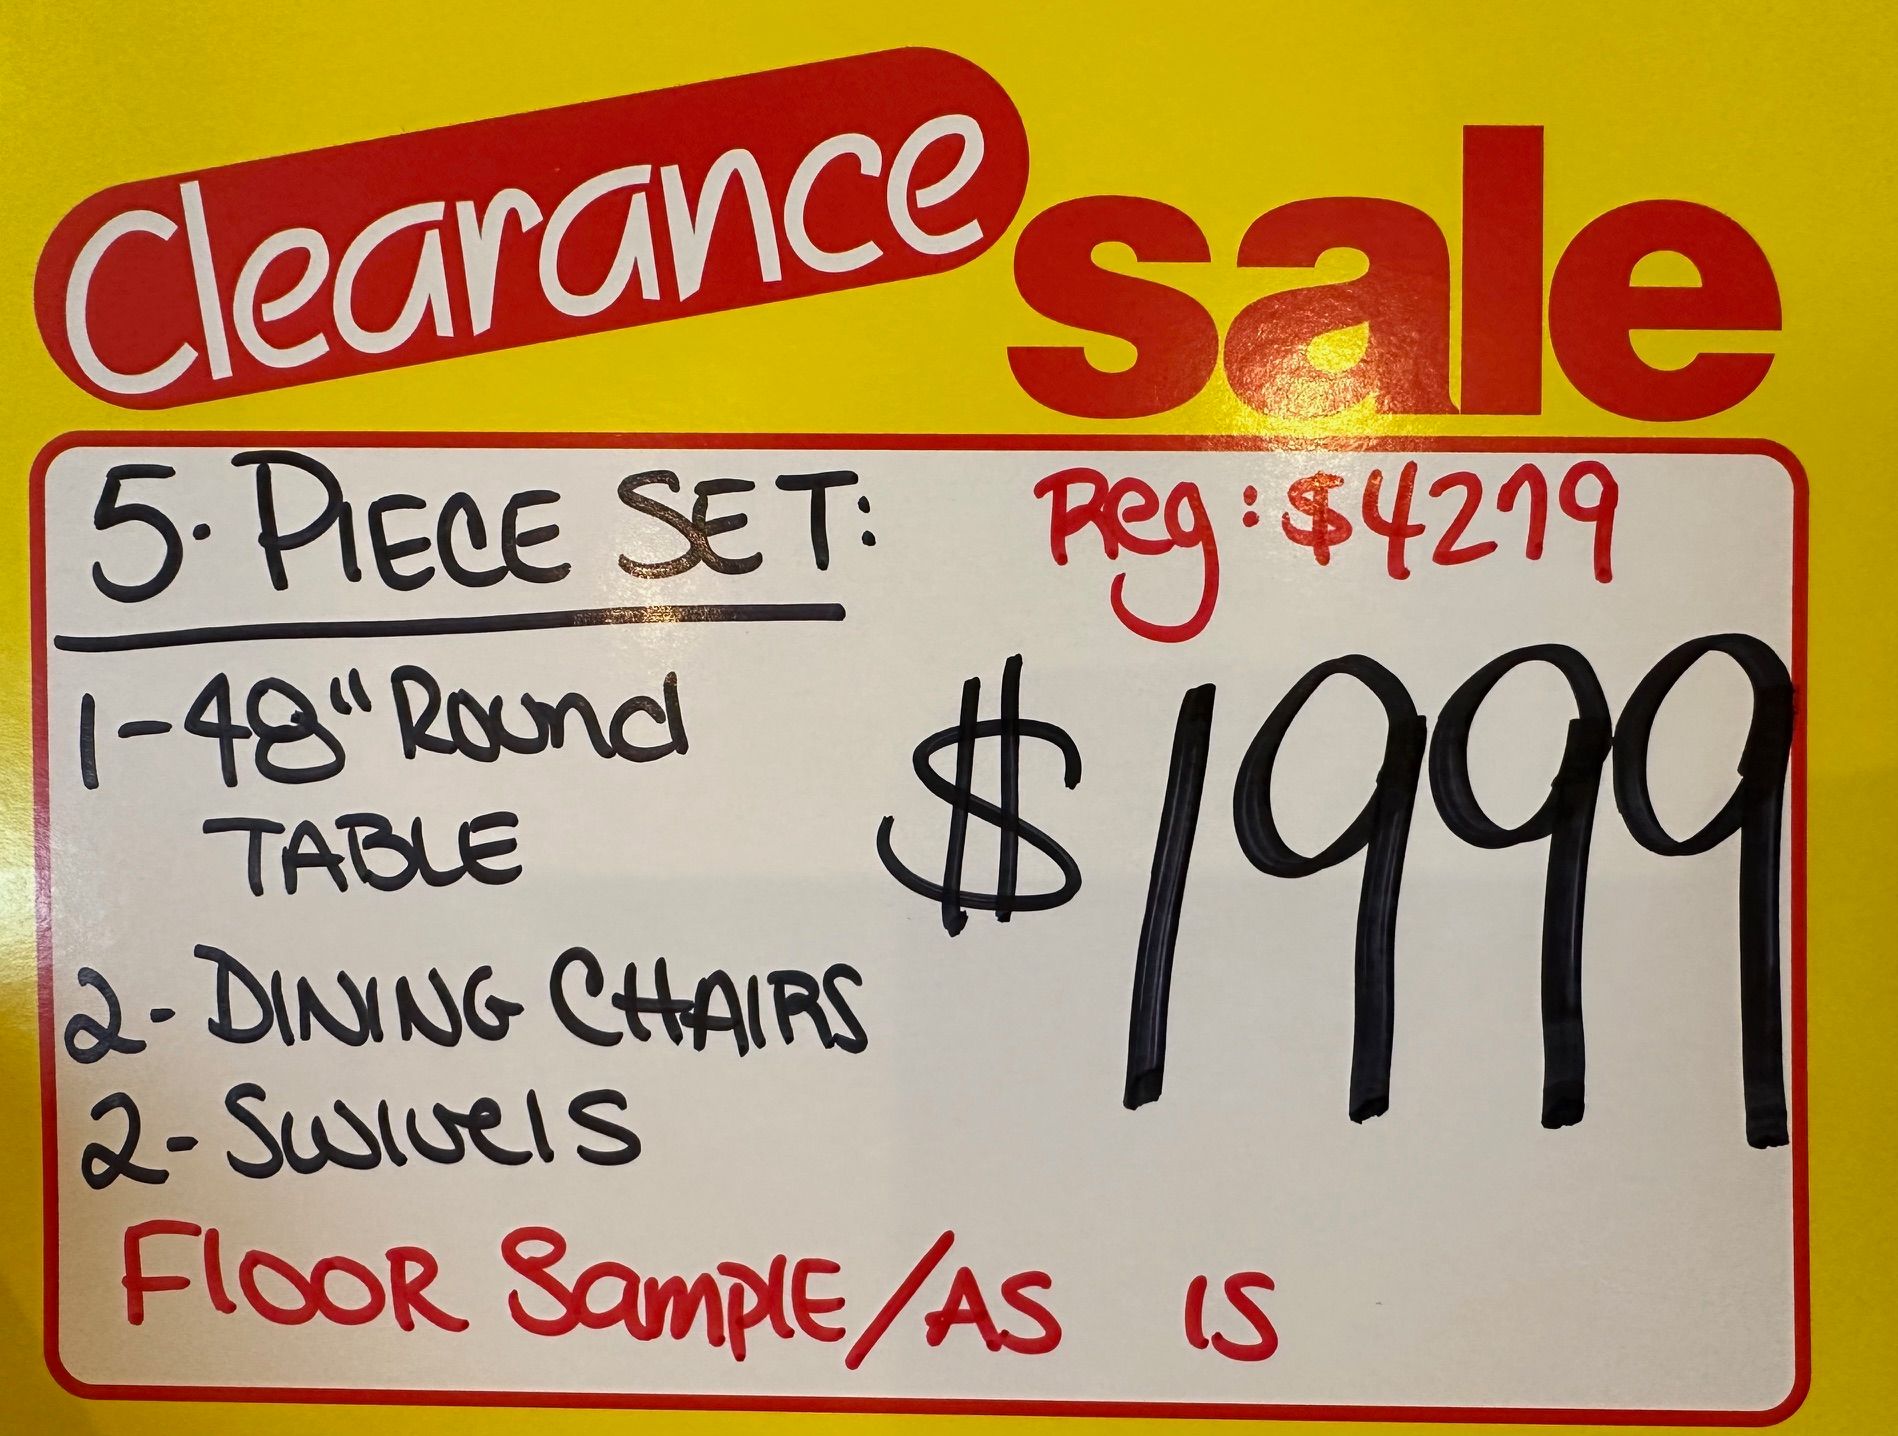 Clearance sale
5. PIECE SET: Reg: $4279
$1999
1-48" Round
TABLE
2- DINING CHAIRS
2- Swivels
FLOOR SAMPLE/AS IS